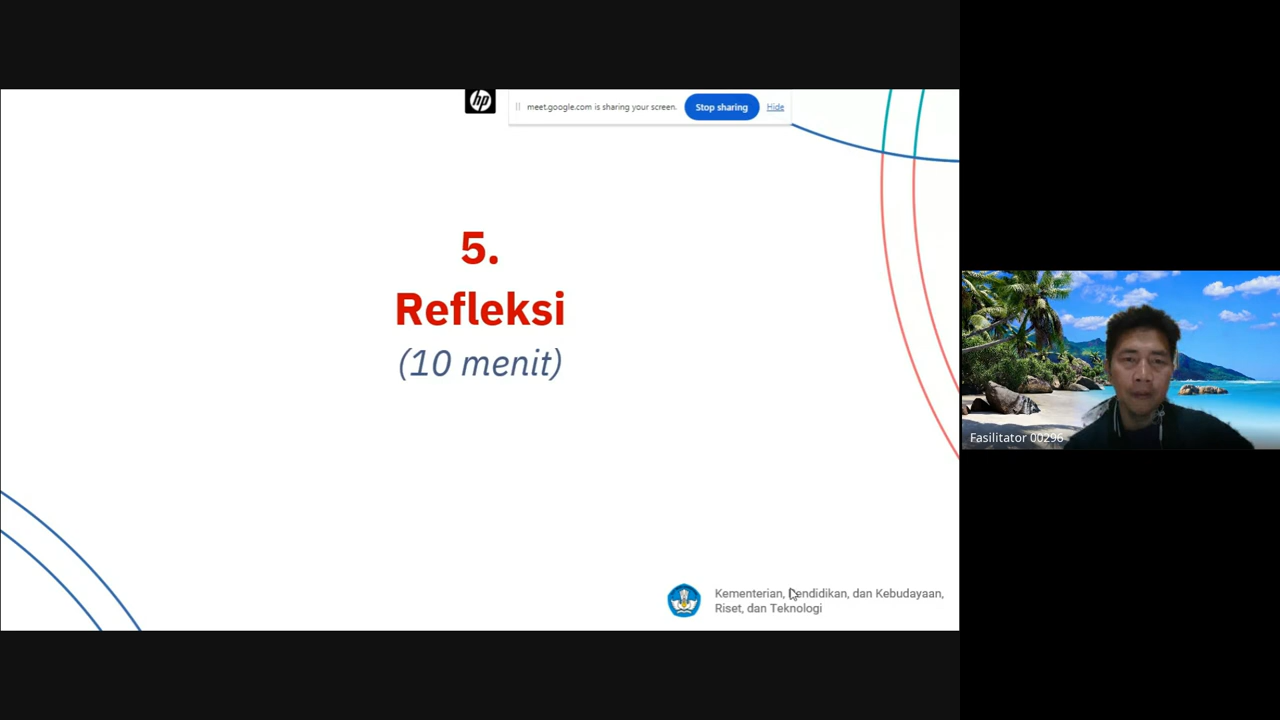 hp
meet.google.com is sharing your screen.
Stop sharing
Hide
5.
Refleksi
(10 menit)
Fasilitator 00296
Kementerian, Pendidikan, dan Kebudayaan,
Riset, dan Teknologi